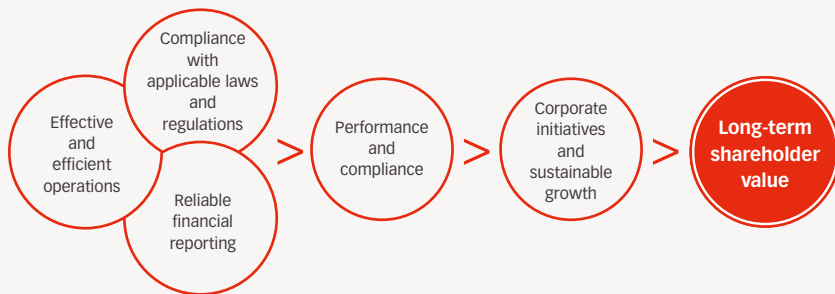 Compliance
with
applicable laws
and
regulations
Effective
and
efficient
operations
Reliable
financial
reporting
>
Performance
and
compliance
>
Corporate
initiatives
and
sustainable
growth
>
Long-term
shareholder
value